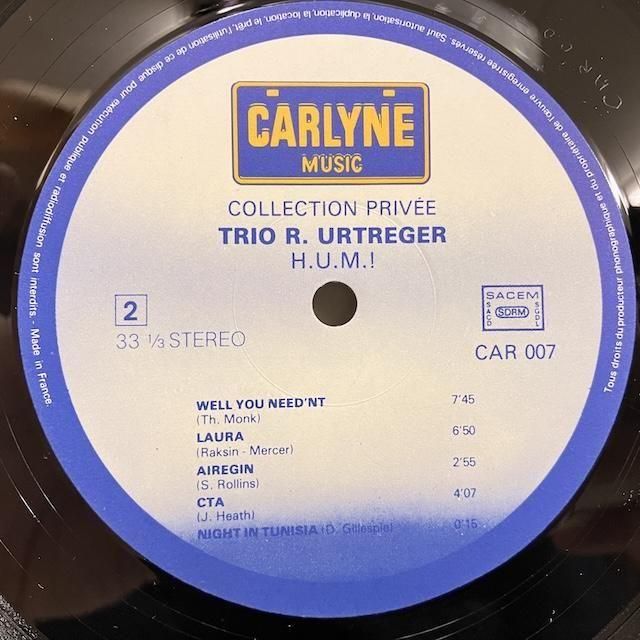 Tous droits du producteur phonographique et du propriétaire de l'œuvre enregistrée réservés. Sauf autorisation, la duplication, la location, le prêt, l'utilisation de ce disque pour exécution publique et radiodiffusion sont interdits. - Made in France.
CARLYNE
MUSIC
COLLECTION PRIVÉE
TRIO R. URTREGER
H.U.M.!
2
33 1/3 STEREO
SACEM
SACD SDRM SGDL
CAR 007
WELL YOU NEED'NT 7'45
(Th. Monk)
LAURA 6'50
(Raksin - Mercer)
AIREGIN 2'55
(S. Rollins)
CTA 4'07
(J. Heath)
NIGHT IN TUNISIA (D. Gillespie) 0'15